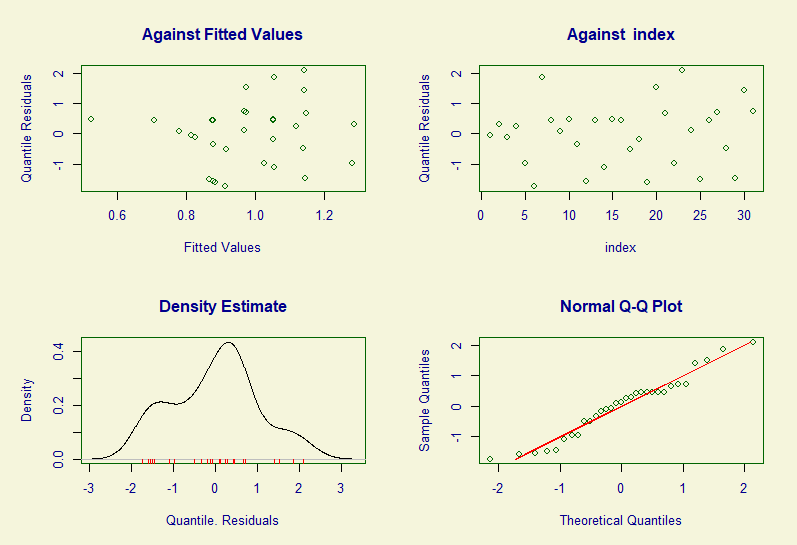 Against Fitted Values
Quantile Residuals
2
1
0
-1
0.6 0.8 1.0 1.2
Fitted Values
Against index
Quantile Residuals
2
1
0
-1
0 5 10 15 20 25 30
index
Density Estimate
Density
0.4
0.2
0.0
-3 -2 -1 0 1 2 3
Quantile. Residuals
Normal Q-Q Plot
Sample Quantiles
2
1
0
-1
-2 -1 0 1 2
Theoretical Quantiles